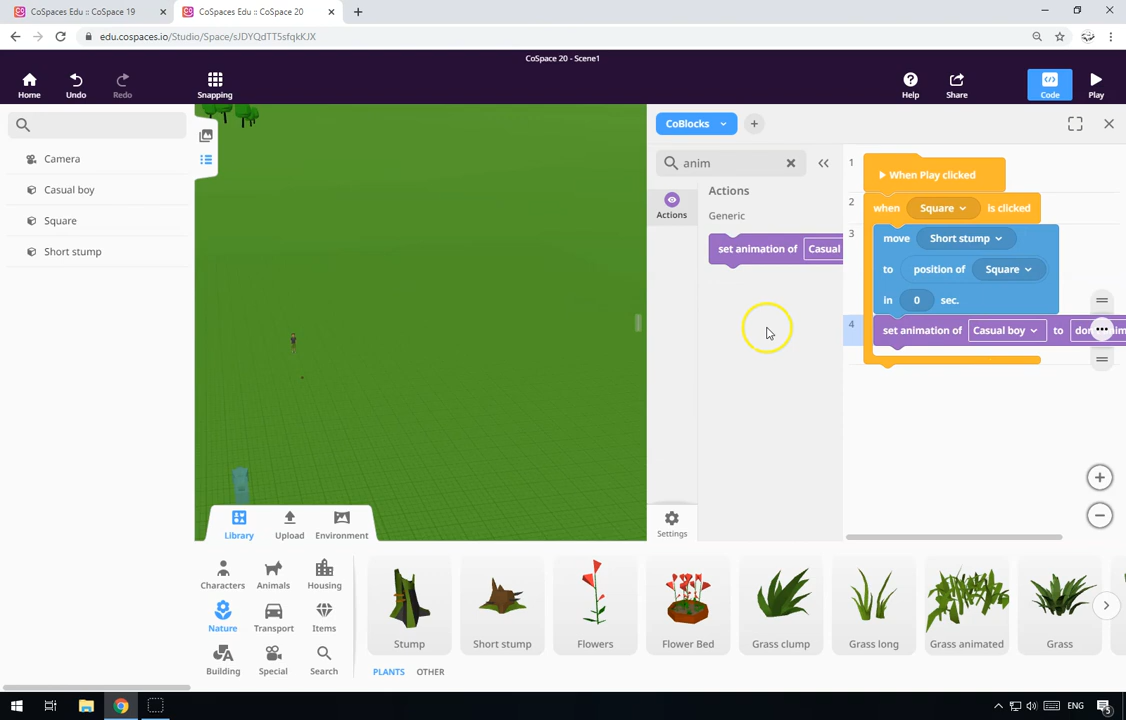 CoSpaces Edu :: CoSpace 19
CoSpaces Edu :: CoSpace 20
edu.cospaces.io/Studio/Space/sJDYQdTT5sfqkKJX
CoSpace 20 - Scene1
Home
Undo
Redo
Snapping
Help
Share
Code
Play
Camera
Casual boy
Square
Short stump
CoBlocks
anim
Actions
Actions
Generic
set animation of Casual
Settings
1
When Play clicked
2
when Square is clicked
3
move Short stump
to position of Square
in 0 sec.
4
set animation of Casual boy to
Library
Upload
Environment
Characters
Animals
Housing
Nature
Transport
Items
Building
Special
Search
Stump
Short stump
Flowers
Flower Bed
Grass clump
Grass long
Grass animated
Grass
PLANTS
OTHER
ENG
5